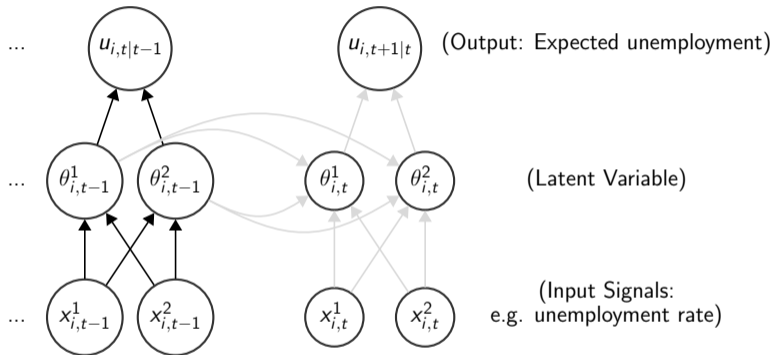 ... u_{i,t|t−1} u_{i,t+1|t} (Output: Expected unemployment)
... θ^1_{i,t−1} θ^2_{i,t−1} θ^1_{i,t} θ^2_{i,t} (Latent Variable)
... x^1_{i,t−1} x^2_{i,t−1} x^1_{i,t} x^2_{i,t} (Input Signals:
e.g. unemployment rate)